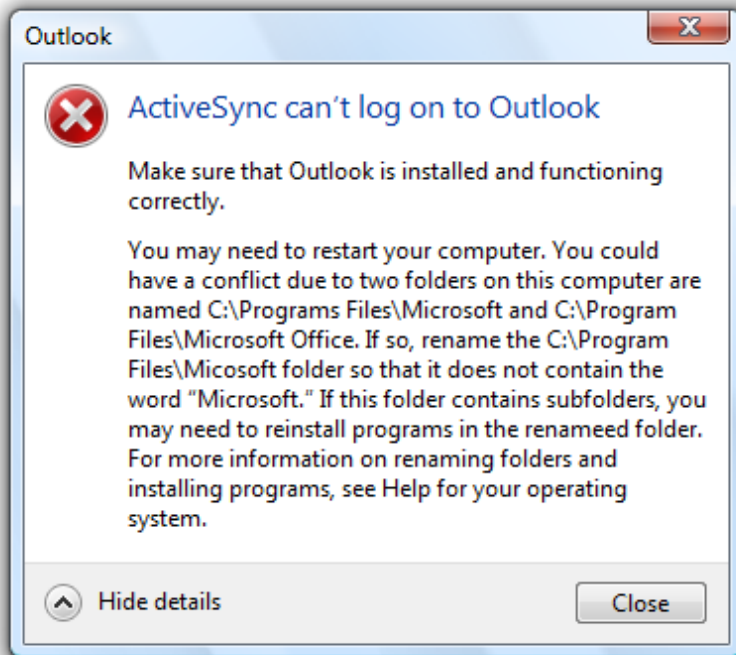 Outlook
ActiveSync can't log on to Outlook
Make sure that Outlook is installed and functioning
correctly.
You may need to restart your computer. You could
have a conflict due to two folders on this computer are
named C:\Programs Files\Microsoft and C:\Program
Files\Microsoft Office. If so, rename the C:\Program
Files\Micosoft folder so that it does not contain the
word “Microsoft.” If this folder contains subfolders, you
may need to reinstall programs in the renameed folder.
For more information on renaming folders and
installing programs, see Help for your operating
system.
Hide details
Close